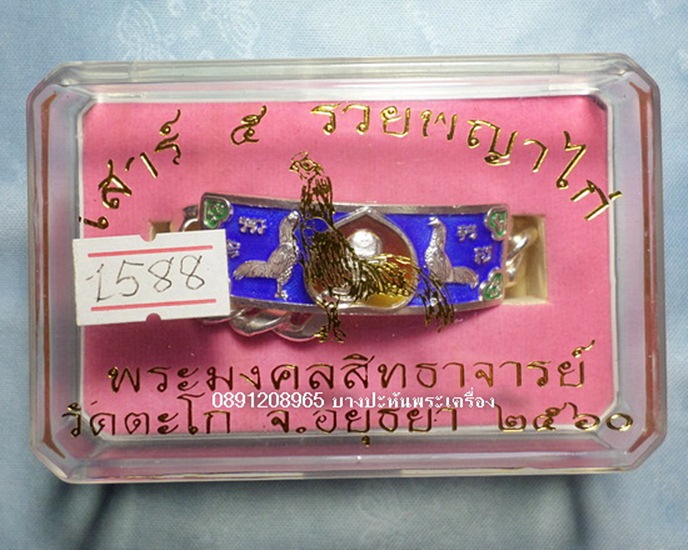 เสาร์ ๕ รวยพญาไก่
1588
พระมงคลสิทธาจารย์
0891208965 บางปะหันพระเครื่อง
วัดตะโก จ.อยุธยา ๒๕๖๐